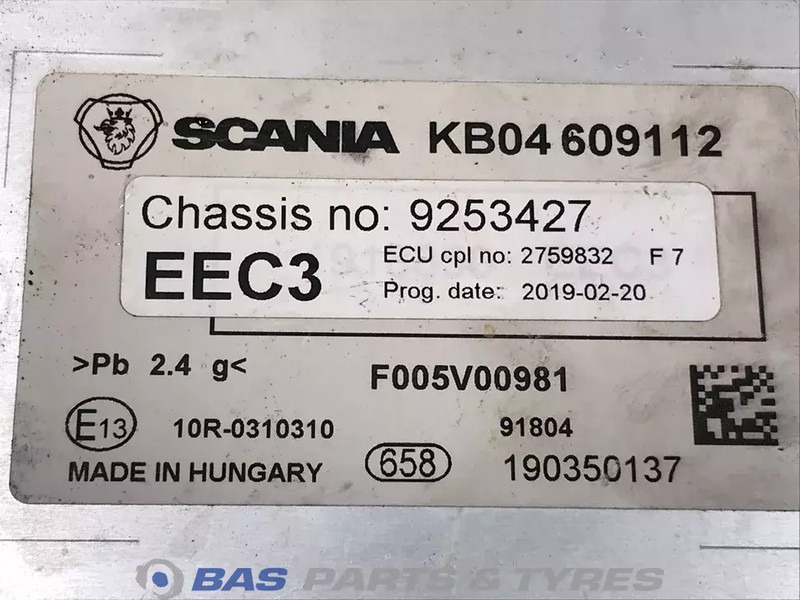 SCANIA KB04 609112
Chassis no: 9253427
EEC3 ECU cpl no: 2759832 F 7
Prog. date: 2019-02-20
>Pb 2.4 g< F005V00981
E13 10R-0310310 91804
MADE IN HUNGARY 658 190350137
BAS PARTS & TYRES